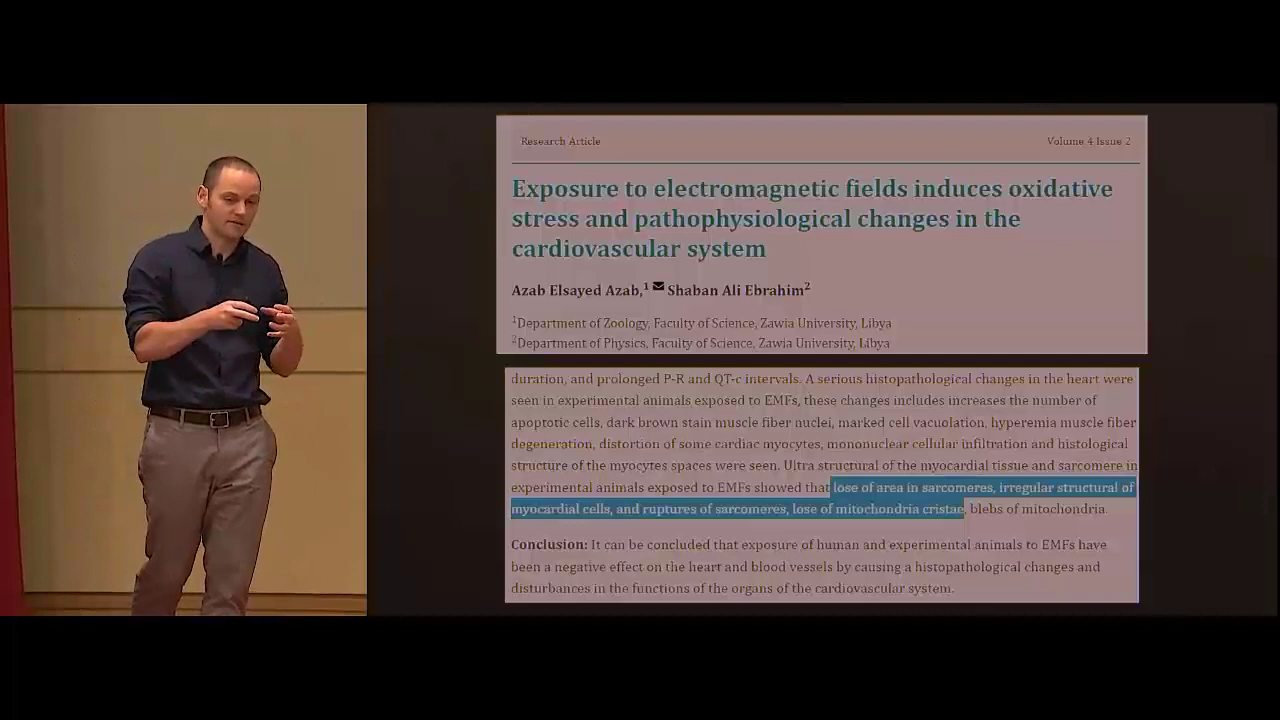 Research Article
Volume 4 Issue 2
Exposure to electromagnetic fields induces oxidative
stress and pathophysiological changes in the
cardiovascular system
Azab Elsayed Azab,1 Shaban Ali Ebrahim2
1Department of Zoology, Faculty of Science, Zawia University, Libya
2Department of Physics, Faculty of Science, Zawia University, Libya
duration, and prolonged P-R and QT-c intervals. A serious histopathological changes in the heart were
seen in experimental animals exposed to EMFs, these changes includes increases the number of
apoptotic cells, dark brown stain muscle fiber nuclei, marked cell vacuolation, hyperemia muscle fiber
degeneration, distortion of some cardiac myocytes, mononuclear cellular infiltration and histological
structure of the myocytes spaces were seen. Ultra structural of the myocardial tissue and sarcomere in
experimental animals exposed to EMFs showed that lose of area in sarcomeres, irregular structural of
myocardial cells, and ruptures of sarcomeres, lose of mitochondria cristae, blebs of mitochondria.
Conclusion: It can be concluded that exposure of human and experimental animals to EMFs have
been a negative effect on the heart and blood vessels by causing a histopathological changes and
disturbances in the functions of the organs of the cardiovascular system.